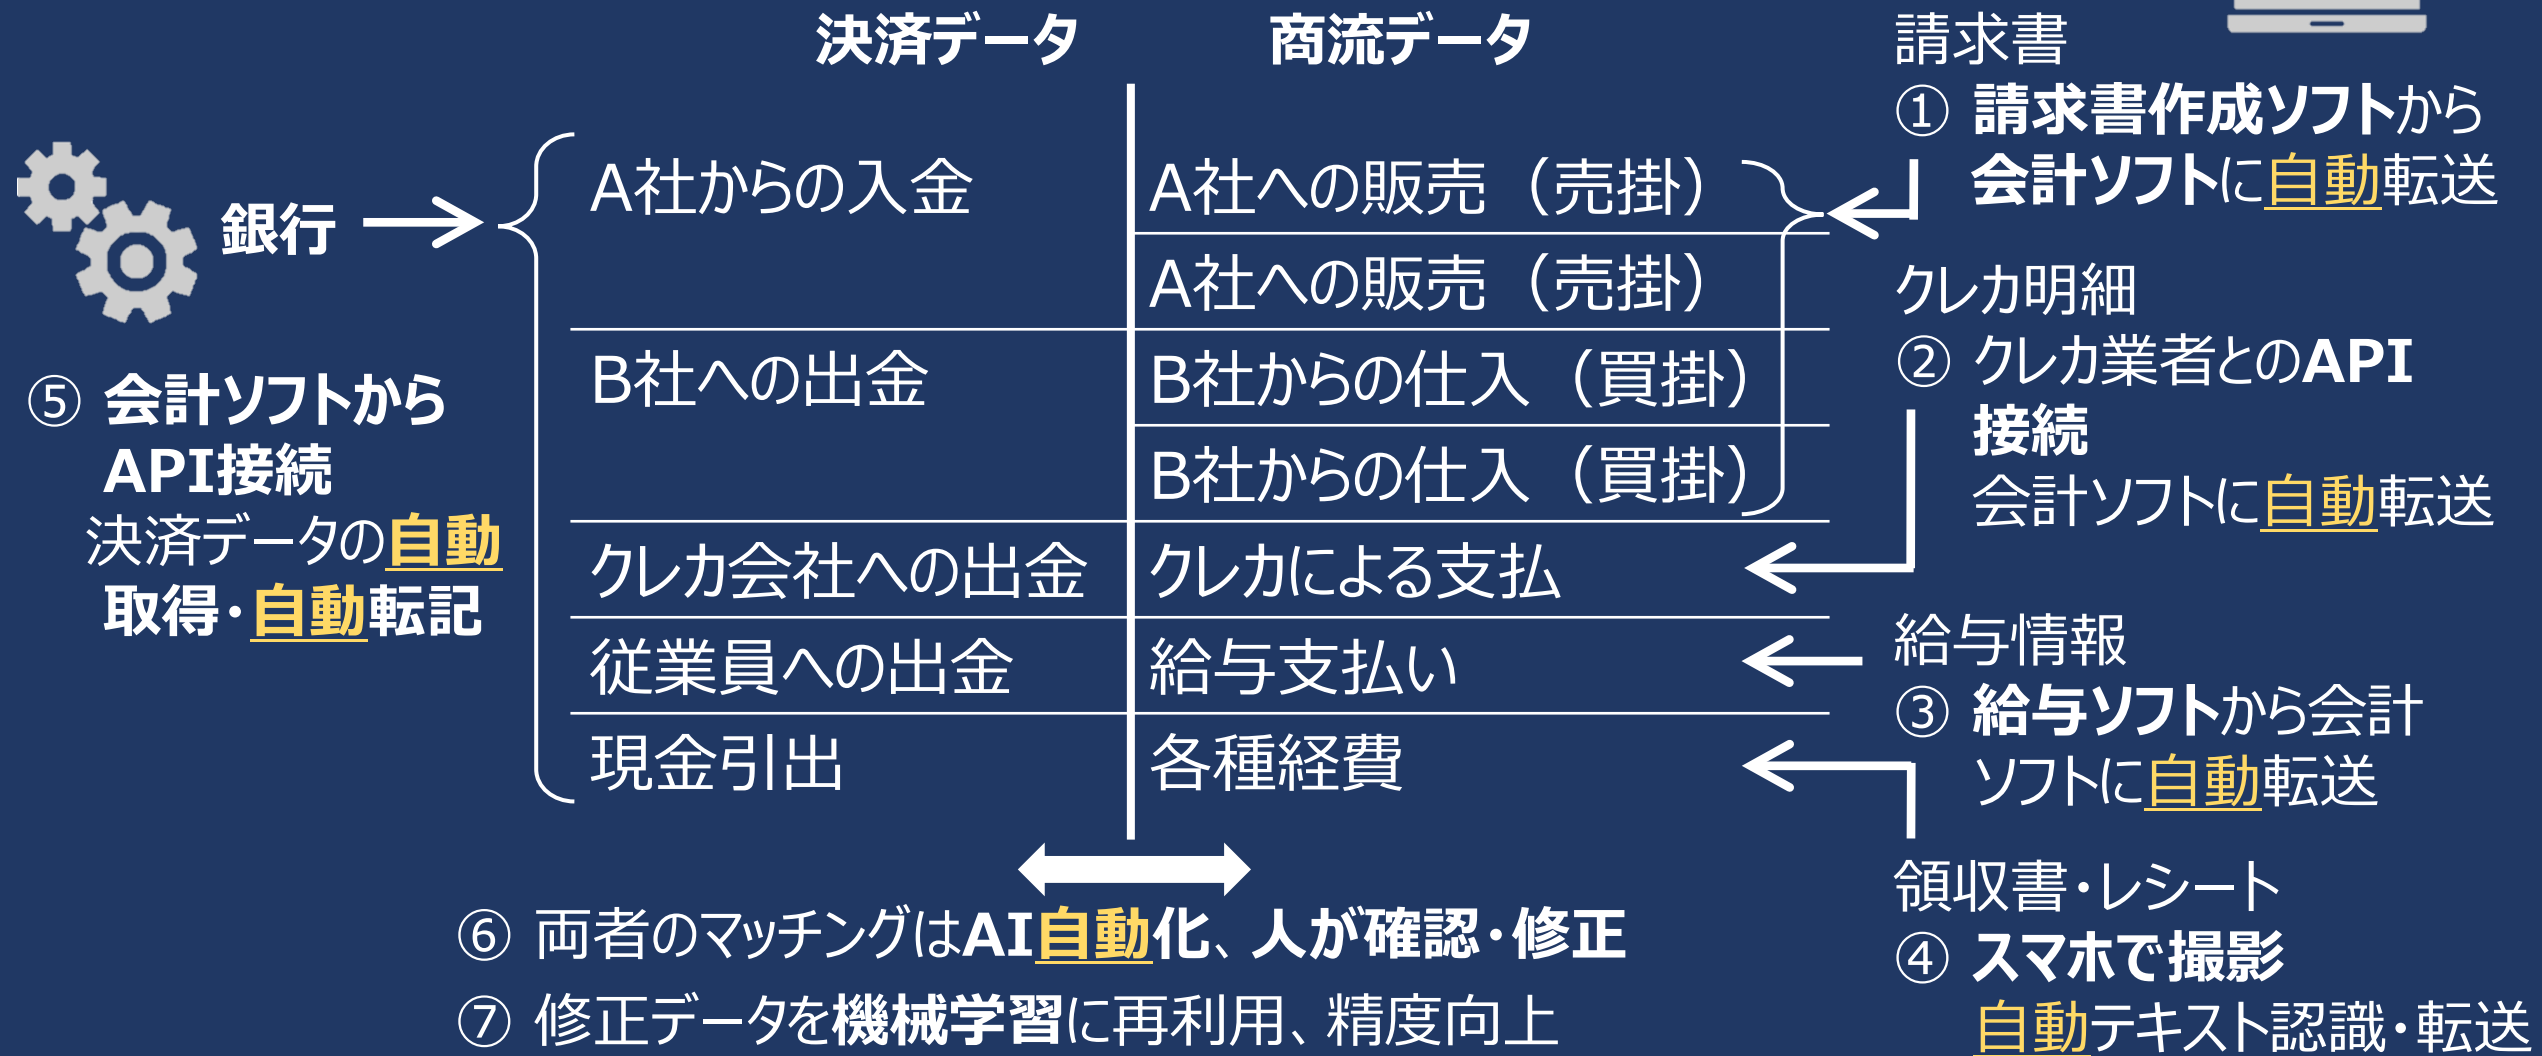 決済データ
商流データ
銀行
⑤ 会計ソフトから
API接続
決済データの自動
取得・自動転記
A社からの入金
A社への販売（売掛）
A社への販売（売掛）
B社への出金
B社からの仕入（買掛）
B社からの仕入（買掛）
クレカ会社への出金
クレカによる支払
従業員への出金
給与支払い
現金引出
各種経費
請求書
① 請求書作成ソフトから
会計ソフトに自動転送
クレカ明細
② クレカ業者とのAPI
接続
会計ソフトに自動転送
給与情報
③ 給与ソフトから会計
ソフトに自動転送
領収書・レシート
④ スマホで撮影
自動テキスト認識・転送
⑥ 両者のマッチングはAI自動化、人が確認・修正
⑦ 修正データを機械学習に再利用、精度向上